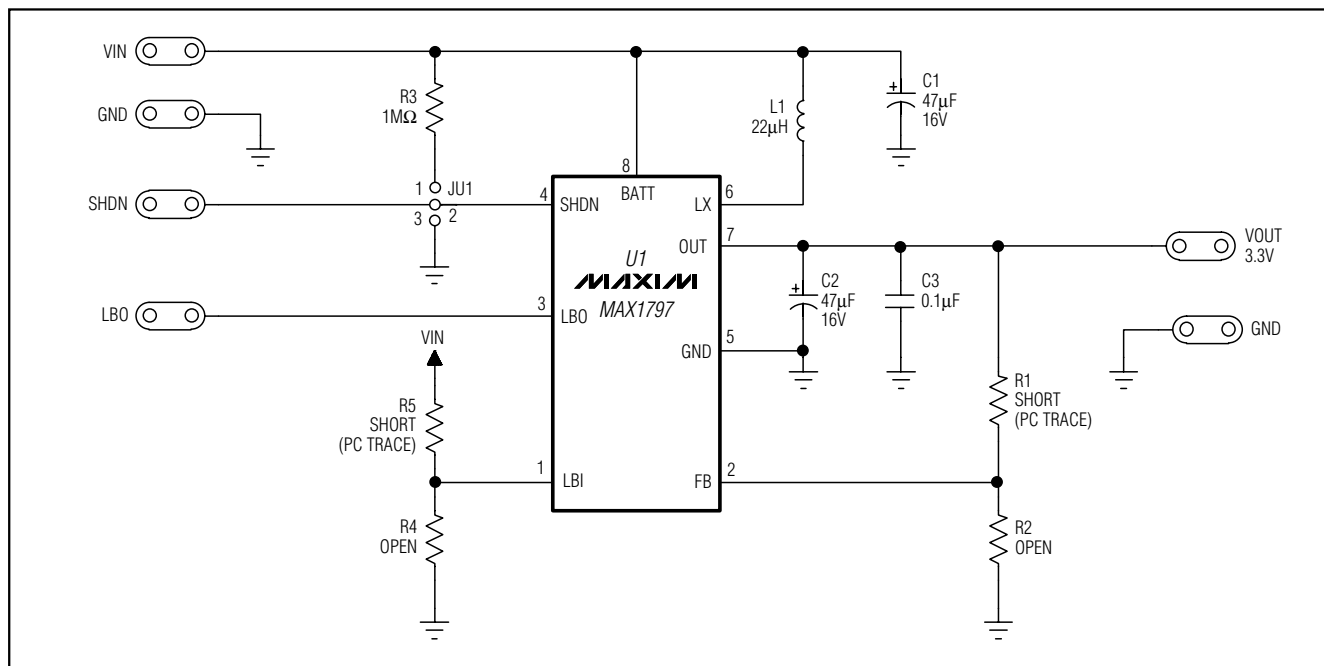 VIN
GND
SHDN
LBO
R3
1MΩ
1
JU1
3
2
4
SHDN
8
BATT
6
LX
L1
22μH
+
C1
47μF
16V
OUT
7
U1
MAXIM
MAX1797
3
LBO
GND
5
+
C2
47μF
16V
C3
0.1μF
VOUT
3.3V
GND
VIN
R5
SHORT
(PC TRACE)
1
LBI
R4
OPEN
FB
2
R1
SHORT
(PC TRACE)
R2
OPEN